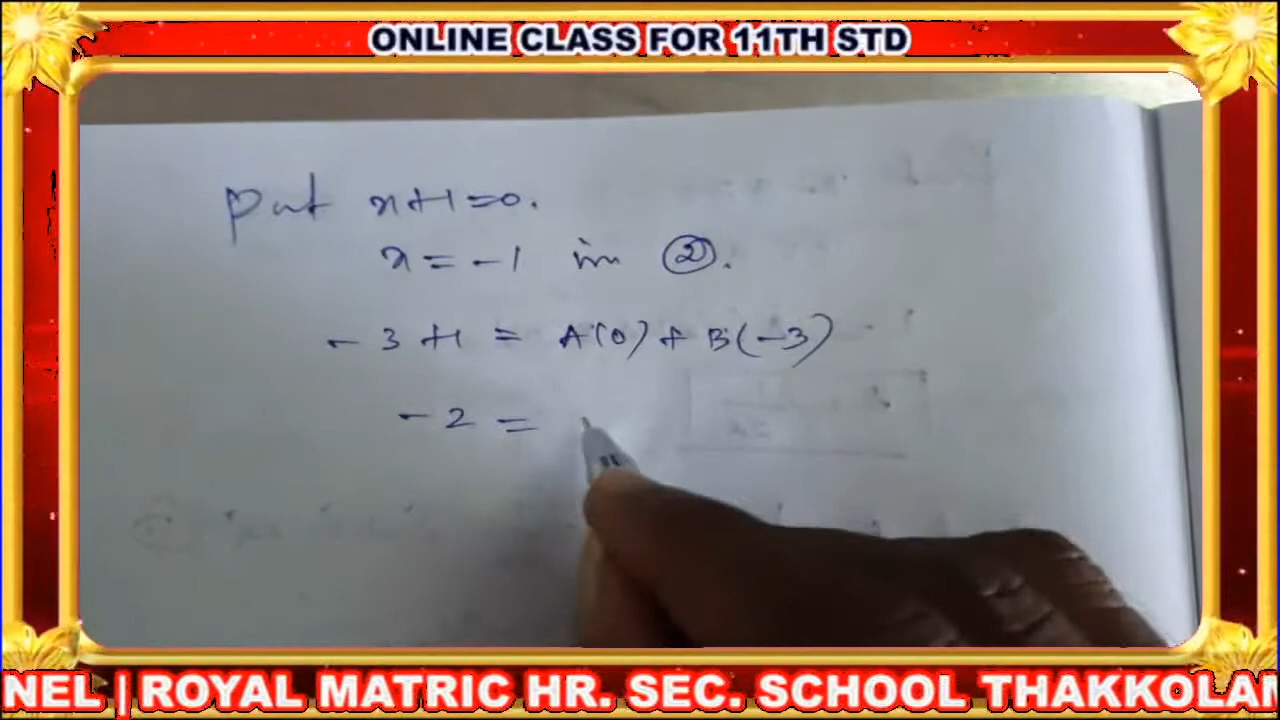 ONLINE CLASS FOR 11TH STD
Put x+1=0.
x = -1 in ②.
-3+1 = A(0) + B(-3)
-2 =
NEL | ROYAL MATRIC HR. SEC. SCHOOL THAKKOLAM